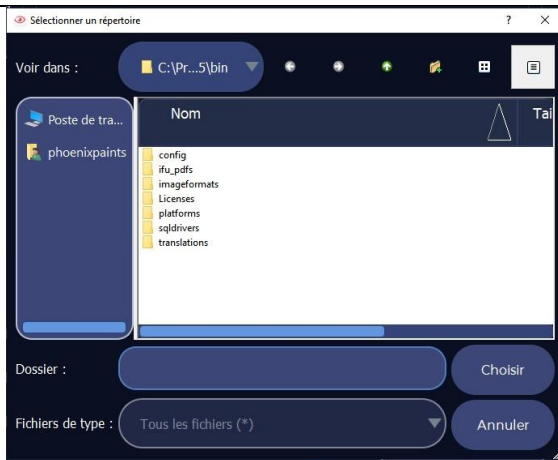 Sélectionner un répertoire ? X
Voir dans : C:\Pr...5\bin
Poste de tra...
phoenixpaints
Nom Tai
config
ifu_pdfs
imageformats
Licenses
platforms
sqldrivers
translations
Dossier : Choisir
Fichiers de type : Tous les fichiers (*) Annuler